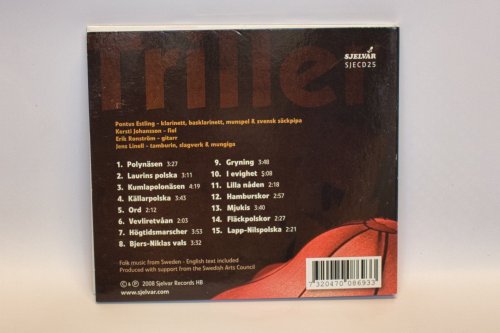 triller
SJELVAR
SJECD25
Pontus Estling – klarinett, basklarinett, munspel & svensk säckpipa
Kersti Johansson – fiol
Erik Ronström – gitarr
Jens Linell – tamburin, slagverk & mungiga
1. Polynäsen 3:27
2. Laurins polska 3:11
3. Kumlapolonäsen 4:19
4. Källarpolska 3:43
5. Ord 2:12
6. Vevliretvåan 2:03
7. Högtidsmarscher 3:53
8. Bjers-Niklas vals 3:32
9. Gryning 3:48
10. I evighet 5:08
11. Lilla nåden 2:18
12. Hamburskor 2:57
13. Mjukis 3:40
14. Fläckpolskor 2:27
15. Lapp-Nilspolska 2:21
Folk music from Sweden - English text included
Produced with support from the Swedish Arts Council
℗ & © 2008 Sjelvar Records HB
www.sjelvar.com
7 320470 086933